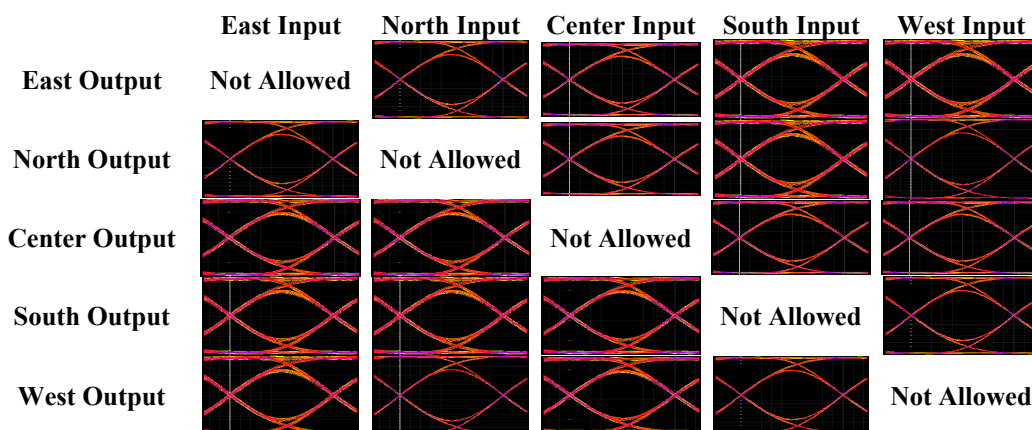 East Input North Input Center Input South Input West Input
East Output Not Allowed
North Output Not Allowed
Center Output Not Allowed
South Output Not Allowed
West Output Not Allowed